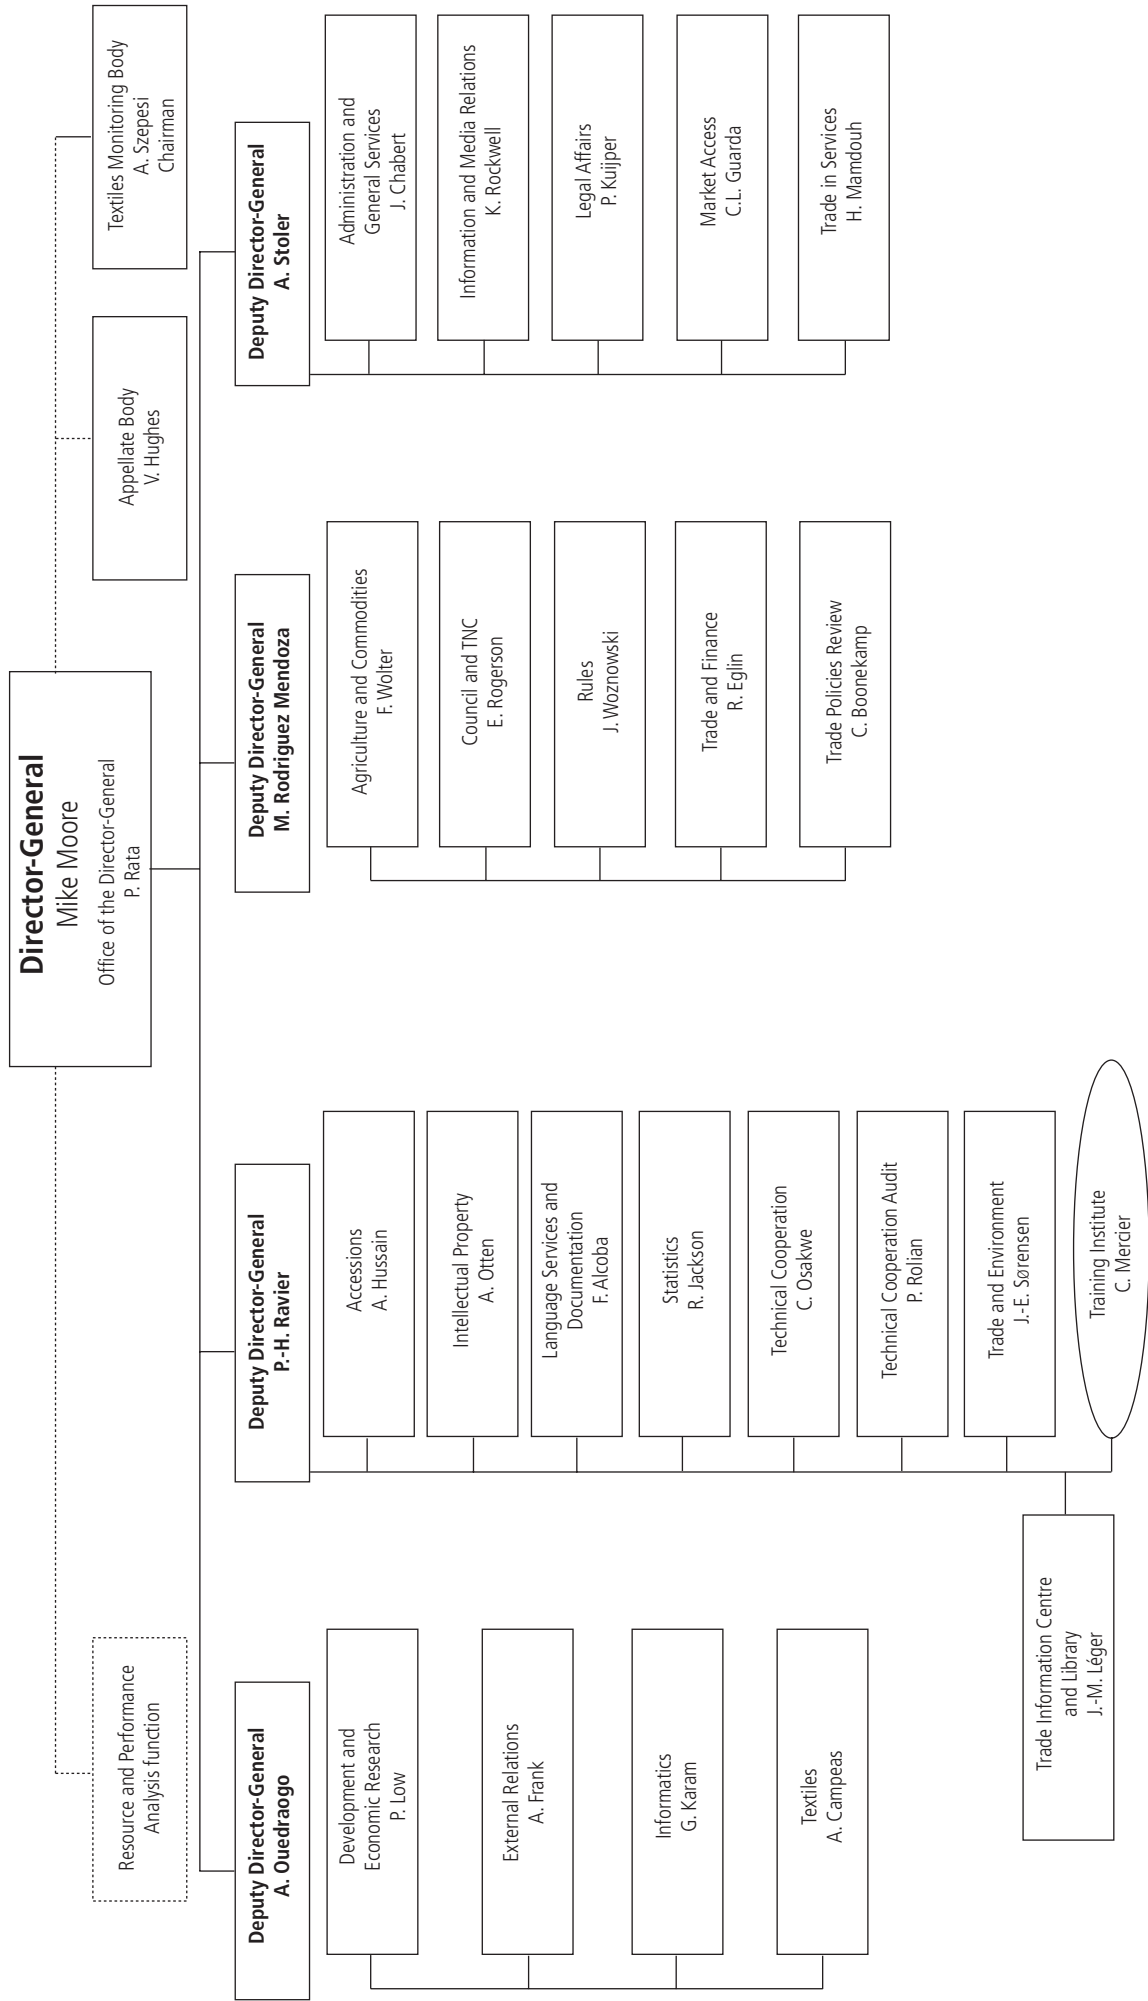 Director-General
Mike Moore
Office of the Director-General
P. Rata
Resource and Performance
Analysis function
Appellate Body
V. Hughes
Textiles Monitoring Body
A. Szepesi
Chairman
Deputy Director-General
A. Ouedraogo
Development and
Economic Research
P. Low
External Relations
A. Frank
Informatics
G. Karam
Textiles
A. Campeas
Deputy Director-General
P.-H. Ravier
Accessions
A. Hussain
Intellectual Property
A. Otten
Language Services and
Documentation
F. Alcoba
Statistics
R. Jackson
Technical Cooperation
C. Osakwe
Technical Cooperation Audit
P. Rolian
Trade and Environment
J.-E. Sørensen
Trade Information Centre
and Library
J.-M. Léger
Training Institute
C. Mercier
Deputy Director-General
M. Rodriguez Mendoza
Agriculture and Commodities
F. Wolter
Council and TNC
E. Rogerson
Rules
J. Woznowski
Trade and Finance
R. Eglin
Trade Policies Review
C. Boonekamp
Deputy Director-General
A. Stoler
Administration and
General Services
J. Chabert
Information and Media Relations
K. Rockwell
Legal Affairs
P. Kuijper
Market Access
C.L. Guarda
Trade in Services
H. Mamdouh